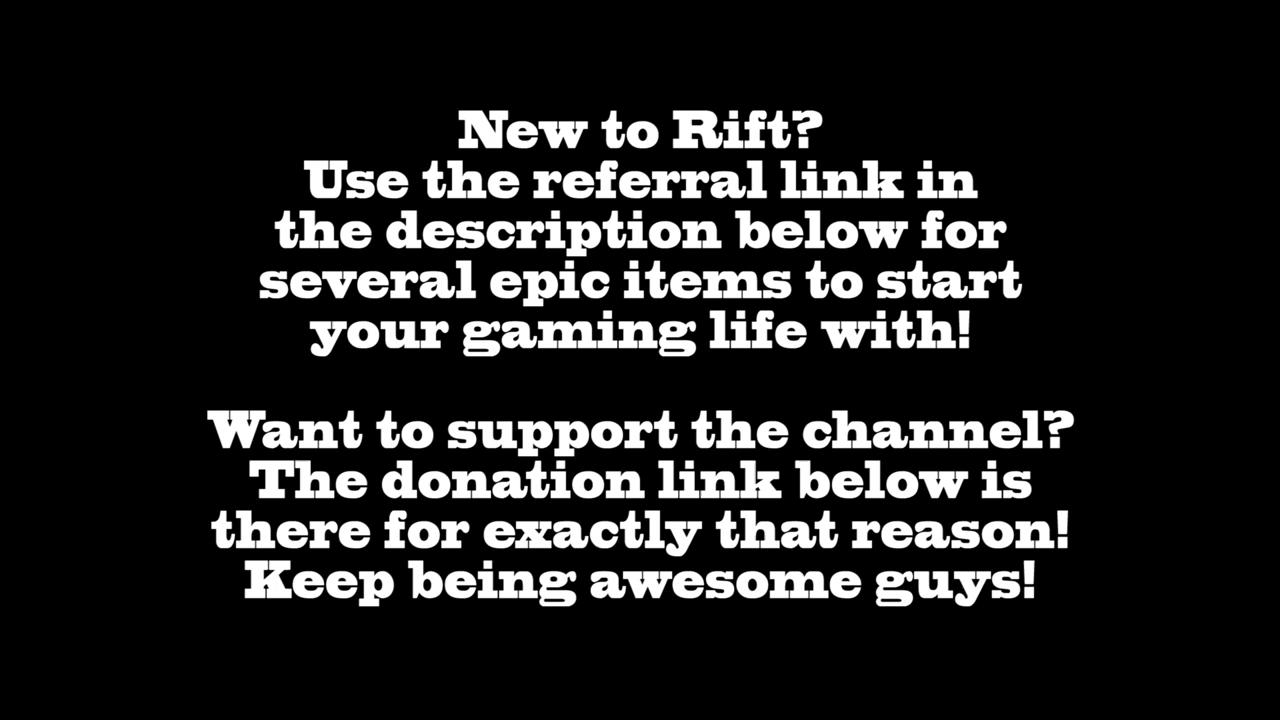 New to Rift?
Use the referral link in
the description below for
several epic items to start
your gaming life with!
Want to support the channel?
The donation link below is
there for exactly that reason!
Keep being awesome guys!